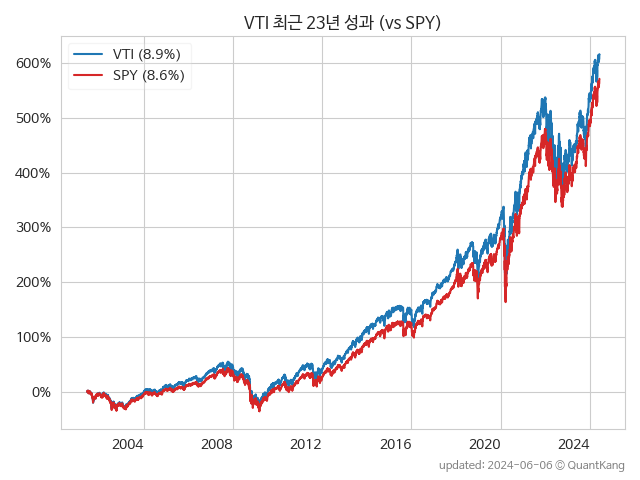 VTI 최근 23년 성과 (vs SPY)
VTI (8.9%)
SPY (8.6%)
600%
500%
400%
300%
200%
100%
0%
2004 2008 2012 2016 2020 2024
updated: 2024-06-06 © QuantKang